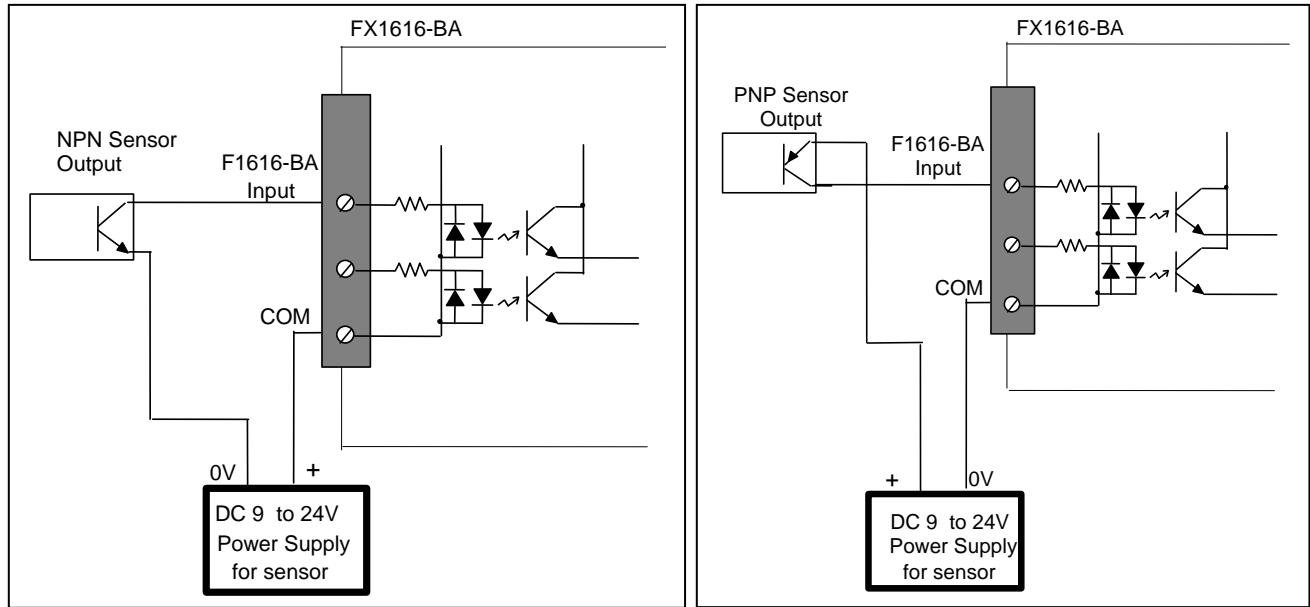 FX1616-BA
NPN Sensor
Output
F1616-BA
Input
COM
0V
+
DC 9 to 24V
Power Supply
for sensor
FX1616-BA
PNP Sensor
Output
F1616-BA
Input
COM
+
0V
DC 9 to 24V
Power Supply
for sensor